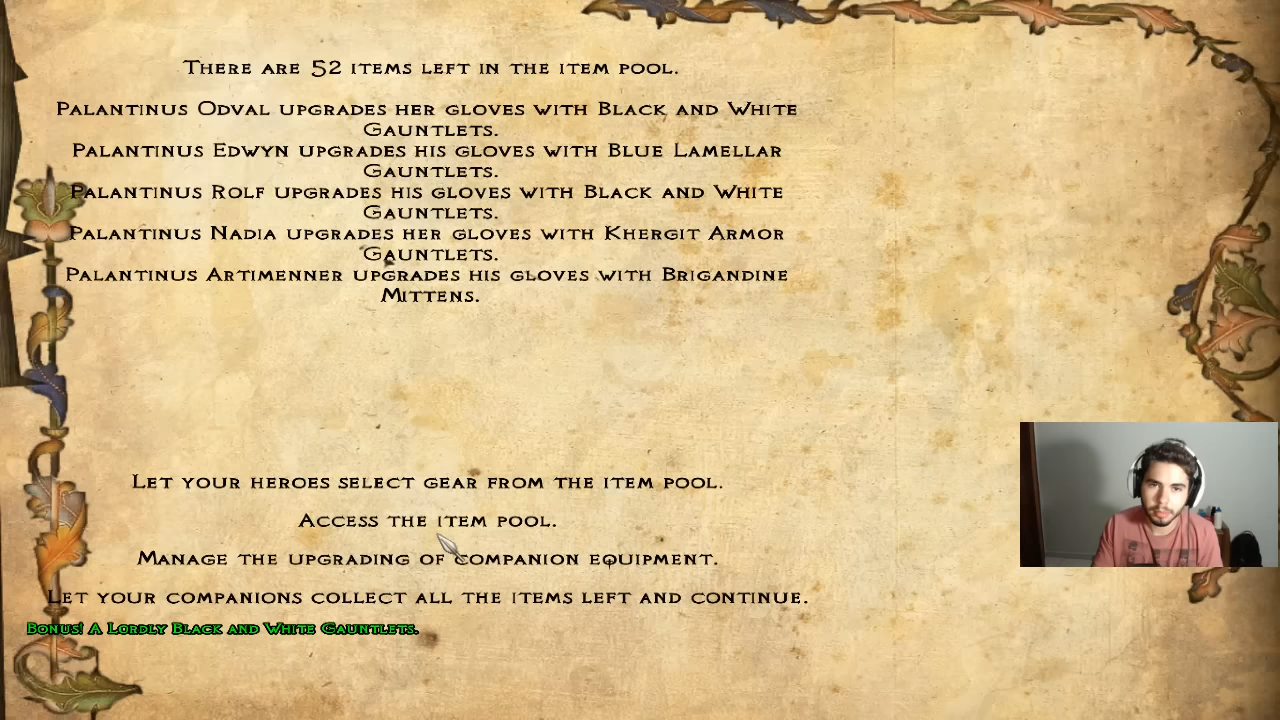 There are 52 items left in the item pool.
Palantinus Odval upgrades her gloves with Black and White
Gauntlets.
Palantinus Edwyn upgrades his gloves with Blue Lamellar
Gauntlets.
Palantinus Rolf upgrades his gloves with Black and White
Gauntlets.
Palantinus Nadia upgrades her gloves with Khergit Armor
Gauntlets.
Palantinus Artimenner upgrades his gloves with Brigandine
Mittens.
Let your heroes select gear from the item pool.
Access the item pool.
Manage the upgrading of companion equipment.
Let your companions collect all the items left and continue.
Bonus! A Lordly Black and White Gauntlets.